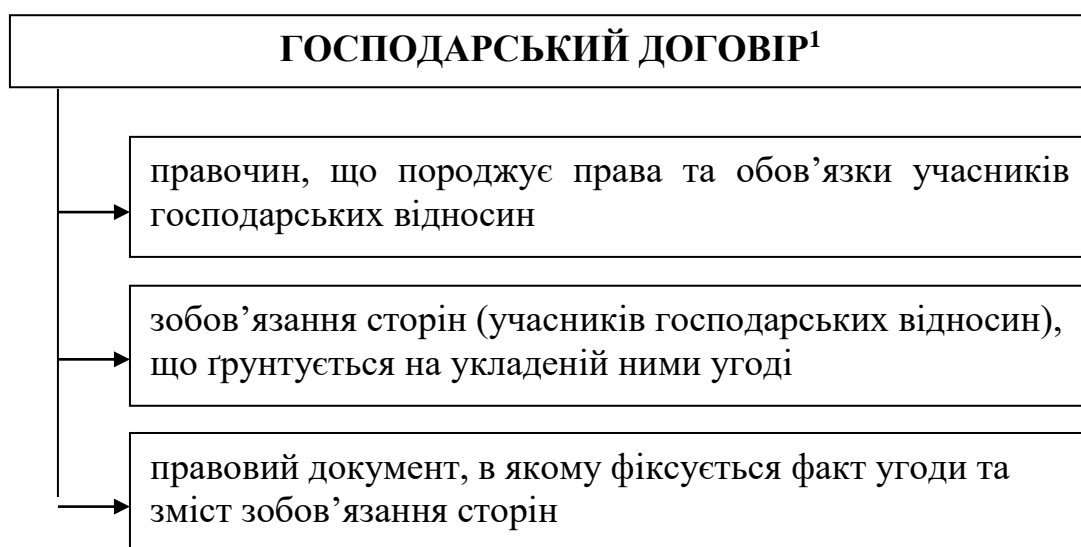 ГОСПОДАРСЬКИЙ ДОГОВІР¹
правочин, що породжує права та обов’язки учасників
господарських відносин
зобов’язання сторін (учасників господарських відносин),
що ґрунтується на укладеній ними угоді
правовий документ, в якому фіксується факт угоди та
зміст зобов’язання сторін